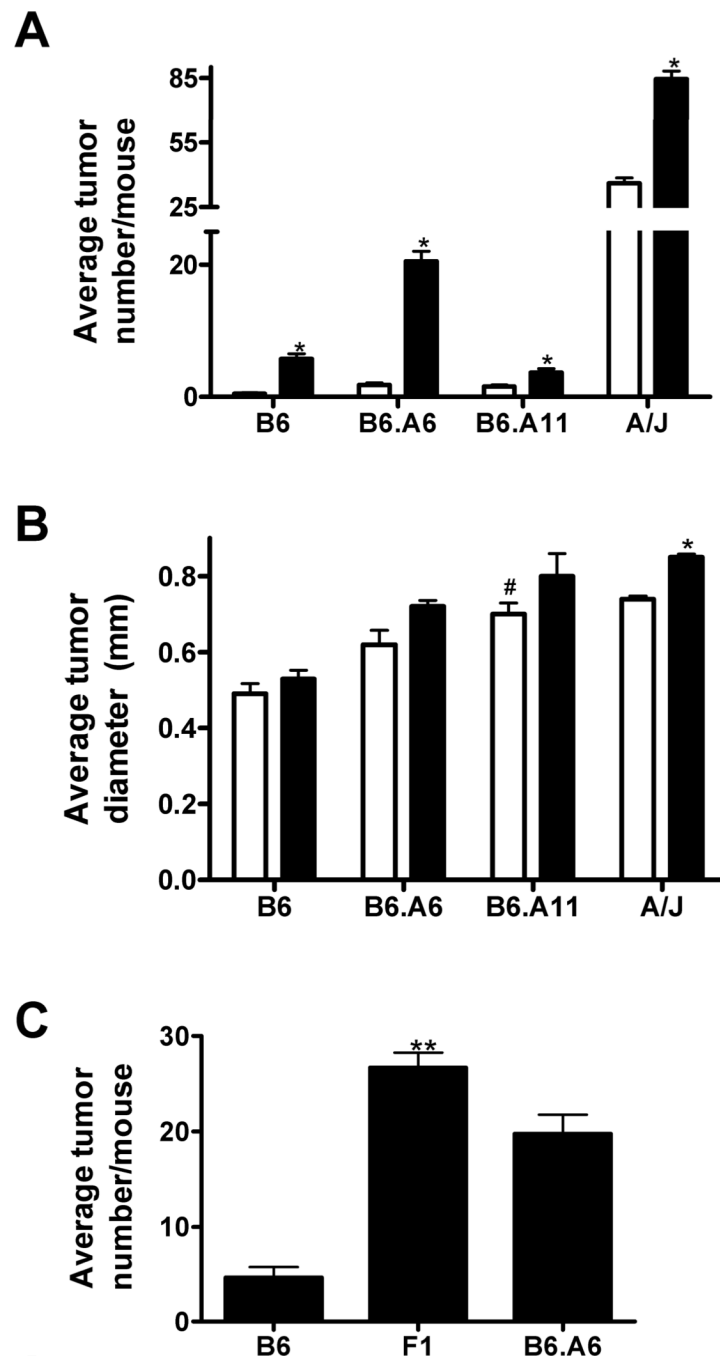 A
Average tumor
number/mouse
85
55
25
20
0
*
*
*
*
B6
B6.A6
B6.A11
A/J
B
Average tumor
diameter (mm)
0.8
0.6
0.4
0.2
0.0
#
*
B6
B6.A6
B6.A11
A/J
C
Average tumor
number/mouse
30
20
10
0
**
B6
F1
B6.A6